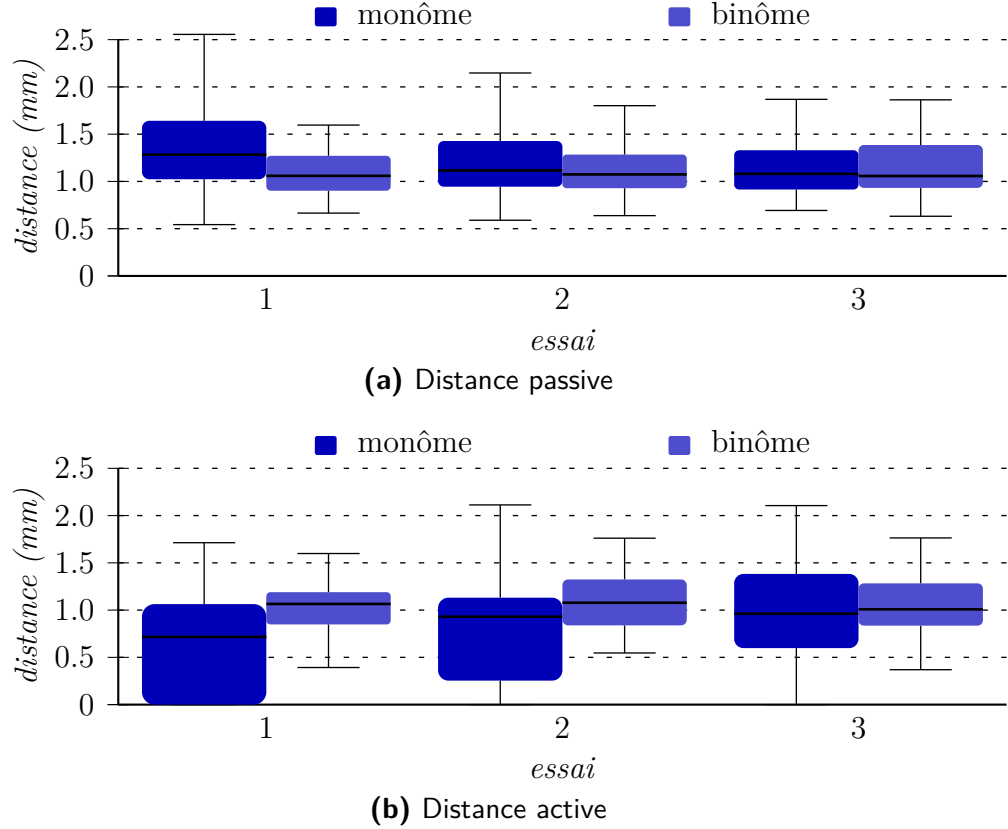 monôme binôme
2.5
2.0
1.5
1.0
0.5
0
distance (mm)
1 2 3
essai
(a) Distance passive
monôme binôme
2.5
2.0
1.5
1.0
0.5
0
distance (mm)
1 2 3
essai
(b) Distance active